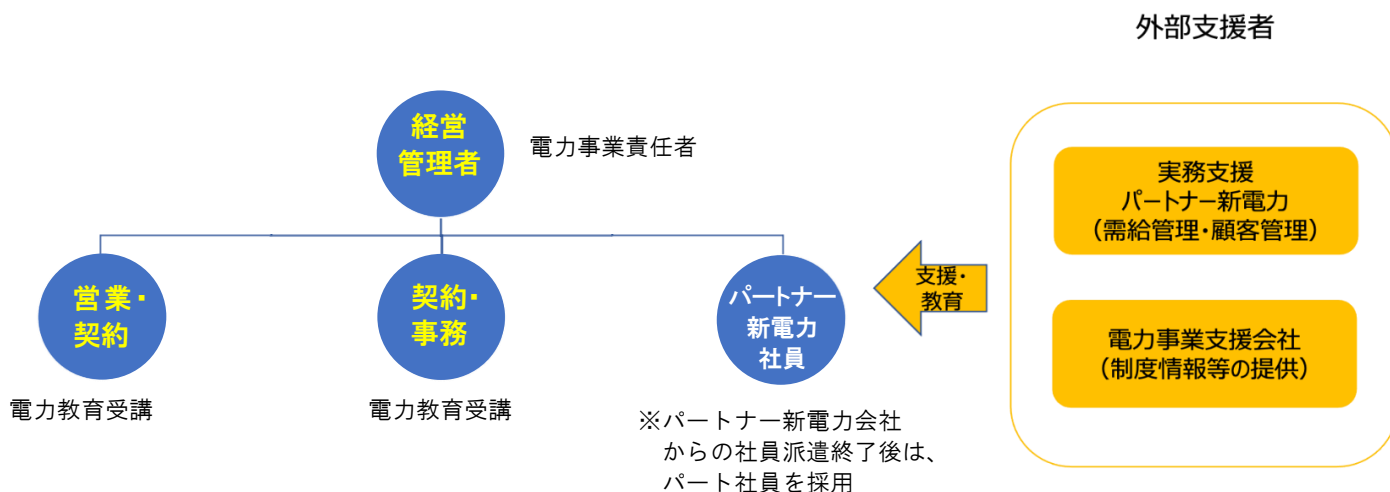 外部支援者
経営
管理者
電力事業責任者
実務支援
パートナー新電力
(需給管理・顧客管理)
営業・
契約
契約・
事務
パートナー
新電力
社員
支援・
教育
電力事業支援会社
(制度情報等の提供)
電力教育受講
電力教育受講
※パートナー新電力会社
からの社員派遣終了後は、
パート社員を採用